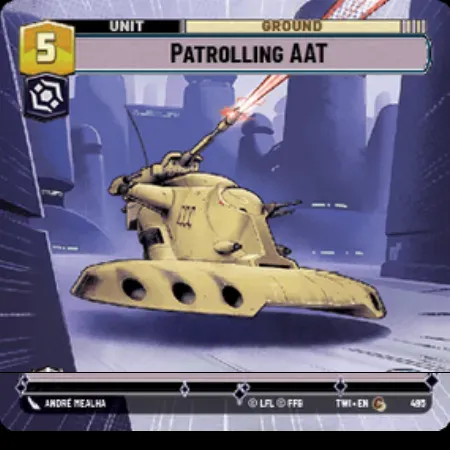 UNIT
GROUND
5
PATROLLING AAT
ANDRÉ MEALHA
© LFL © FFG
TWI • EN
C
495